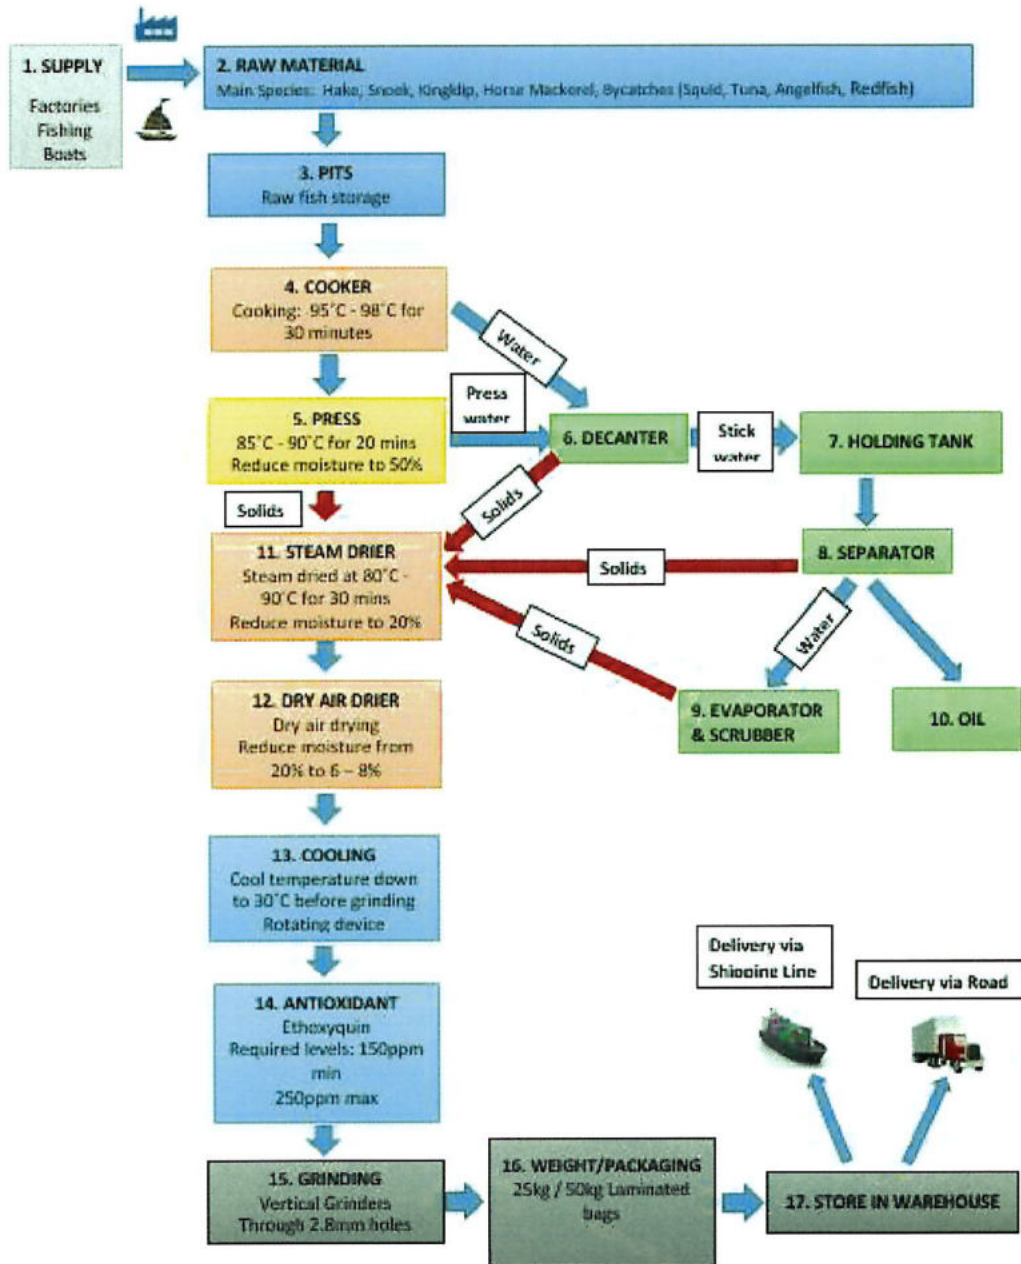 1. SUPPLY
Factories
Fishing
Boats
2. RAW MATERIAL
Main Species: Hake, Snoek, Kingklip, Horse Mackerel, Bycatches (Squid, Tuna, Angelfish, Redfish)
3. PITS
Raw fish storage
4. COOKER
Cooking: 95°C - 98°C for
30 minutes
Water
5. PRESS
85°C - 90°C for 20 mins
Reduce moisture to 50%
Press
water
6. DECANTER
Stick
water
7. HOLDING TANK
Solids
Solids
8. SEPARATOR
11. STEAM DRIER
Steam dried at 80°C -
90°C for 30 mins
Reduce moisture to 20%
Solids
Solids
Water
9. EVAPORATOR
& SCRUBBER
10. OIL
12. DRY AIR DRIER
Dry air drying
Reduce moisture from
20% to 6 – 8%
13. COOLING
Cool temperature down
to 30°C before grinding
Rotating device
14. ANTIOXIDANT
Ethoxyquin
Required levels: 150ppm
min
250ppm max
15. GRINDING
Vertical Grinders
Through 2.8mm holes
16. WEIGHT/PACKAGING
25kg / 50kg Laminated
bags
17. STORE IN WAREHOUSE
Delivery via
Shipping Line
Delivery via Road